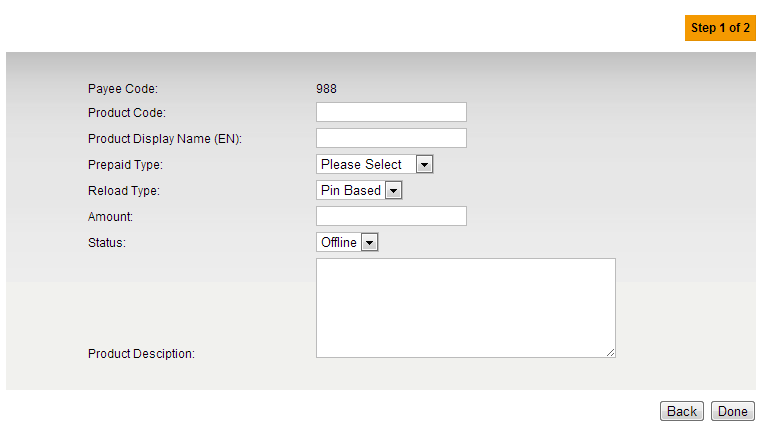 Step 1 of 2
Payee Code: 988
Product Code:
Product Display Name (EN):
Prepaid Type: Please Select
Reload Type: Pin Based
Amount:
Status: Offline
Product Desciption:
Back Done